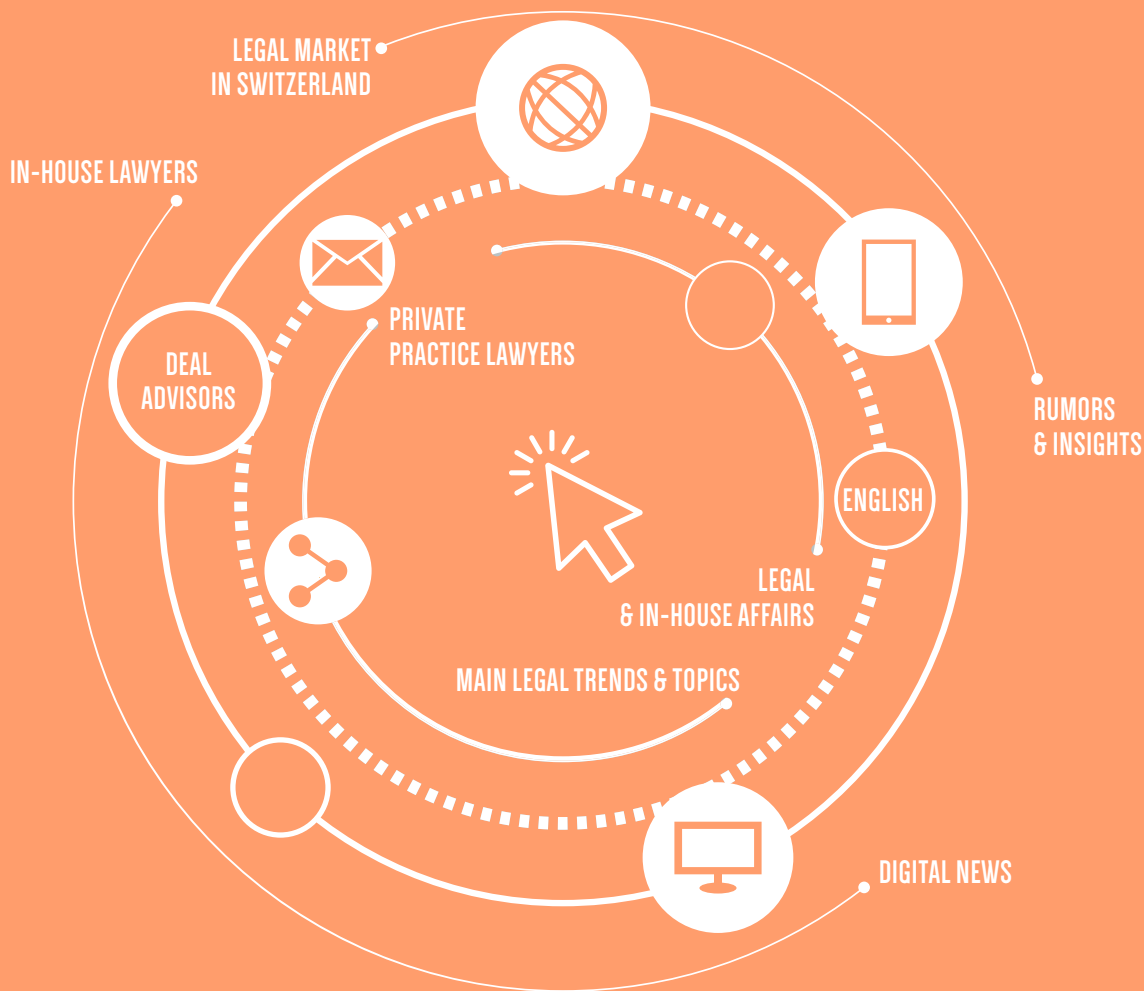 LEGAL MARKET
IN SWITZERLAND
IN-HOUSE LAWYERS
PRIVATE
PRACTICE LAWYERS
DEAL
ADVISORS
RUMORS
& INSIGHTS
ENGLISH
LEGAL
& IN-HOUSE AFFAIRS
MAIN LEGAL TRENDS & TOPICS
DIGITAL NEWS